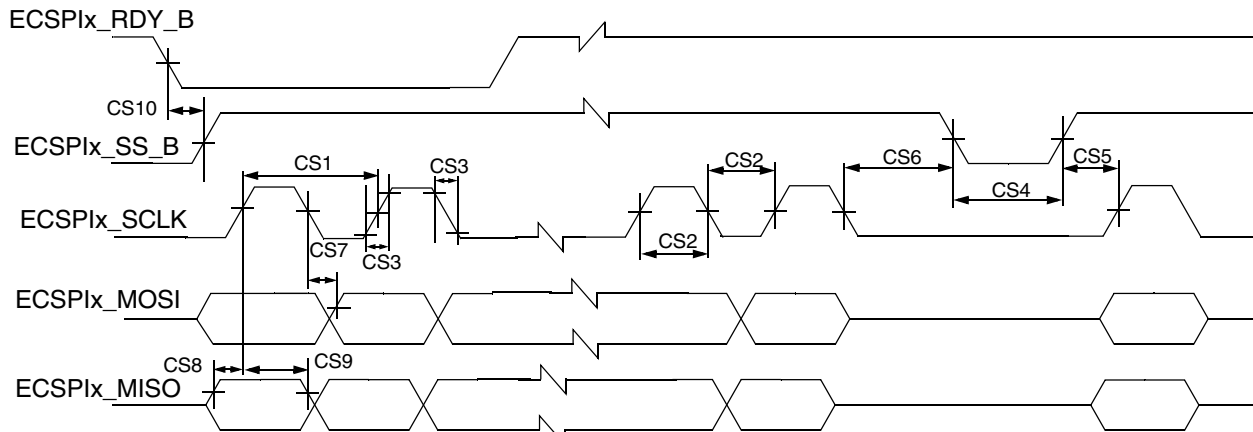 ECSPIx_RDY_B
CS10
ECSPIx_SS_B
CS1
CS3
CS2
CS6
CS5
CS4
ECSPIx_SCLK
CS7
CS3
CS2
ECSPIx_MOSI
CS8
CS9
ECSPIx_MISO